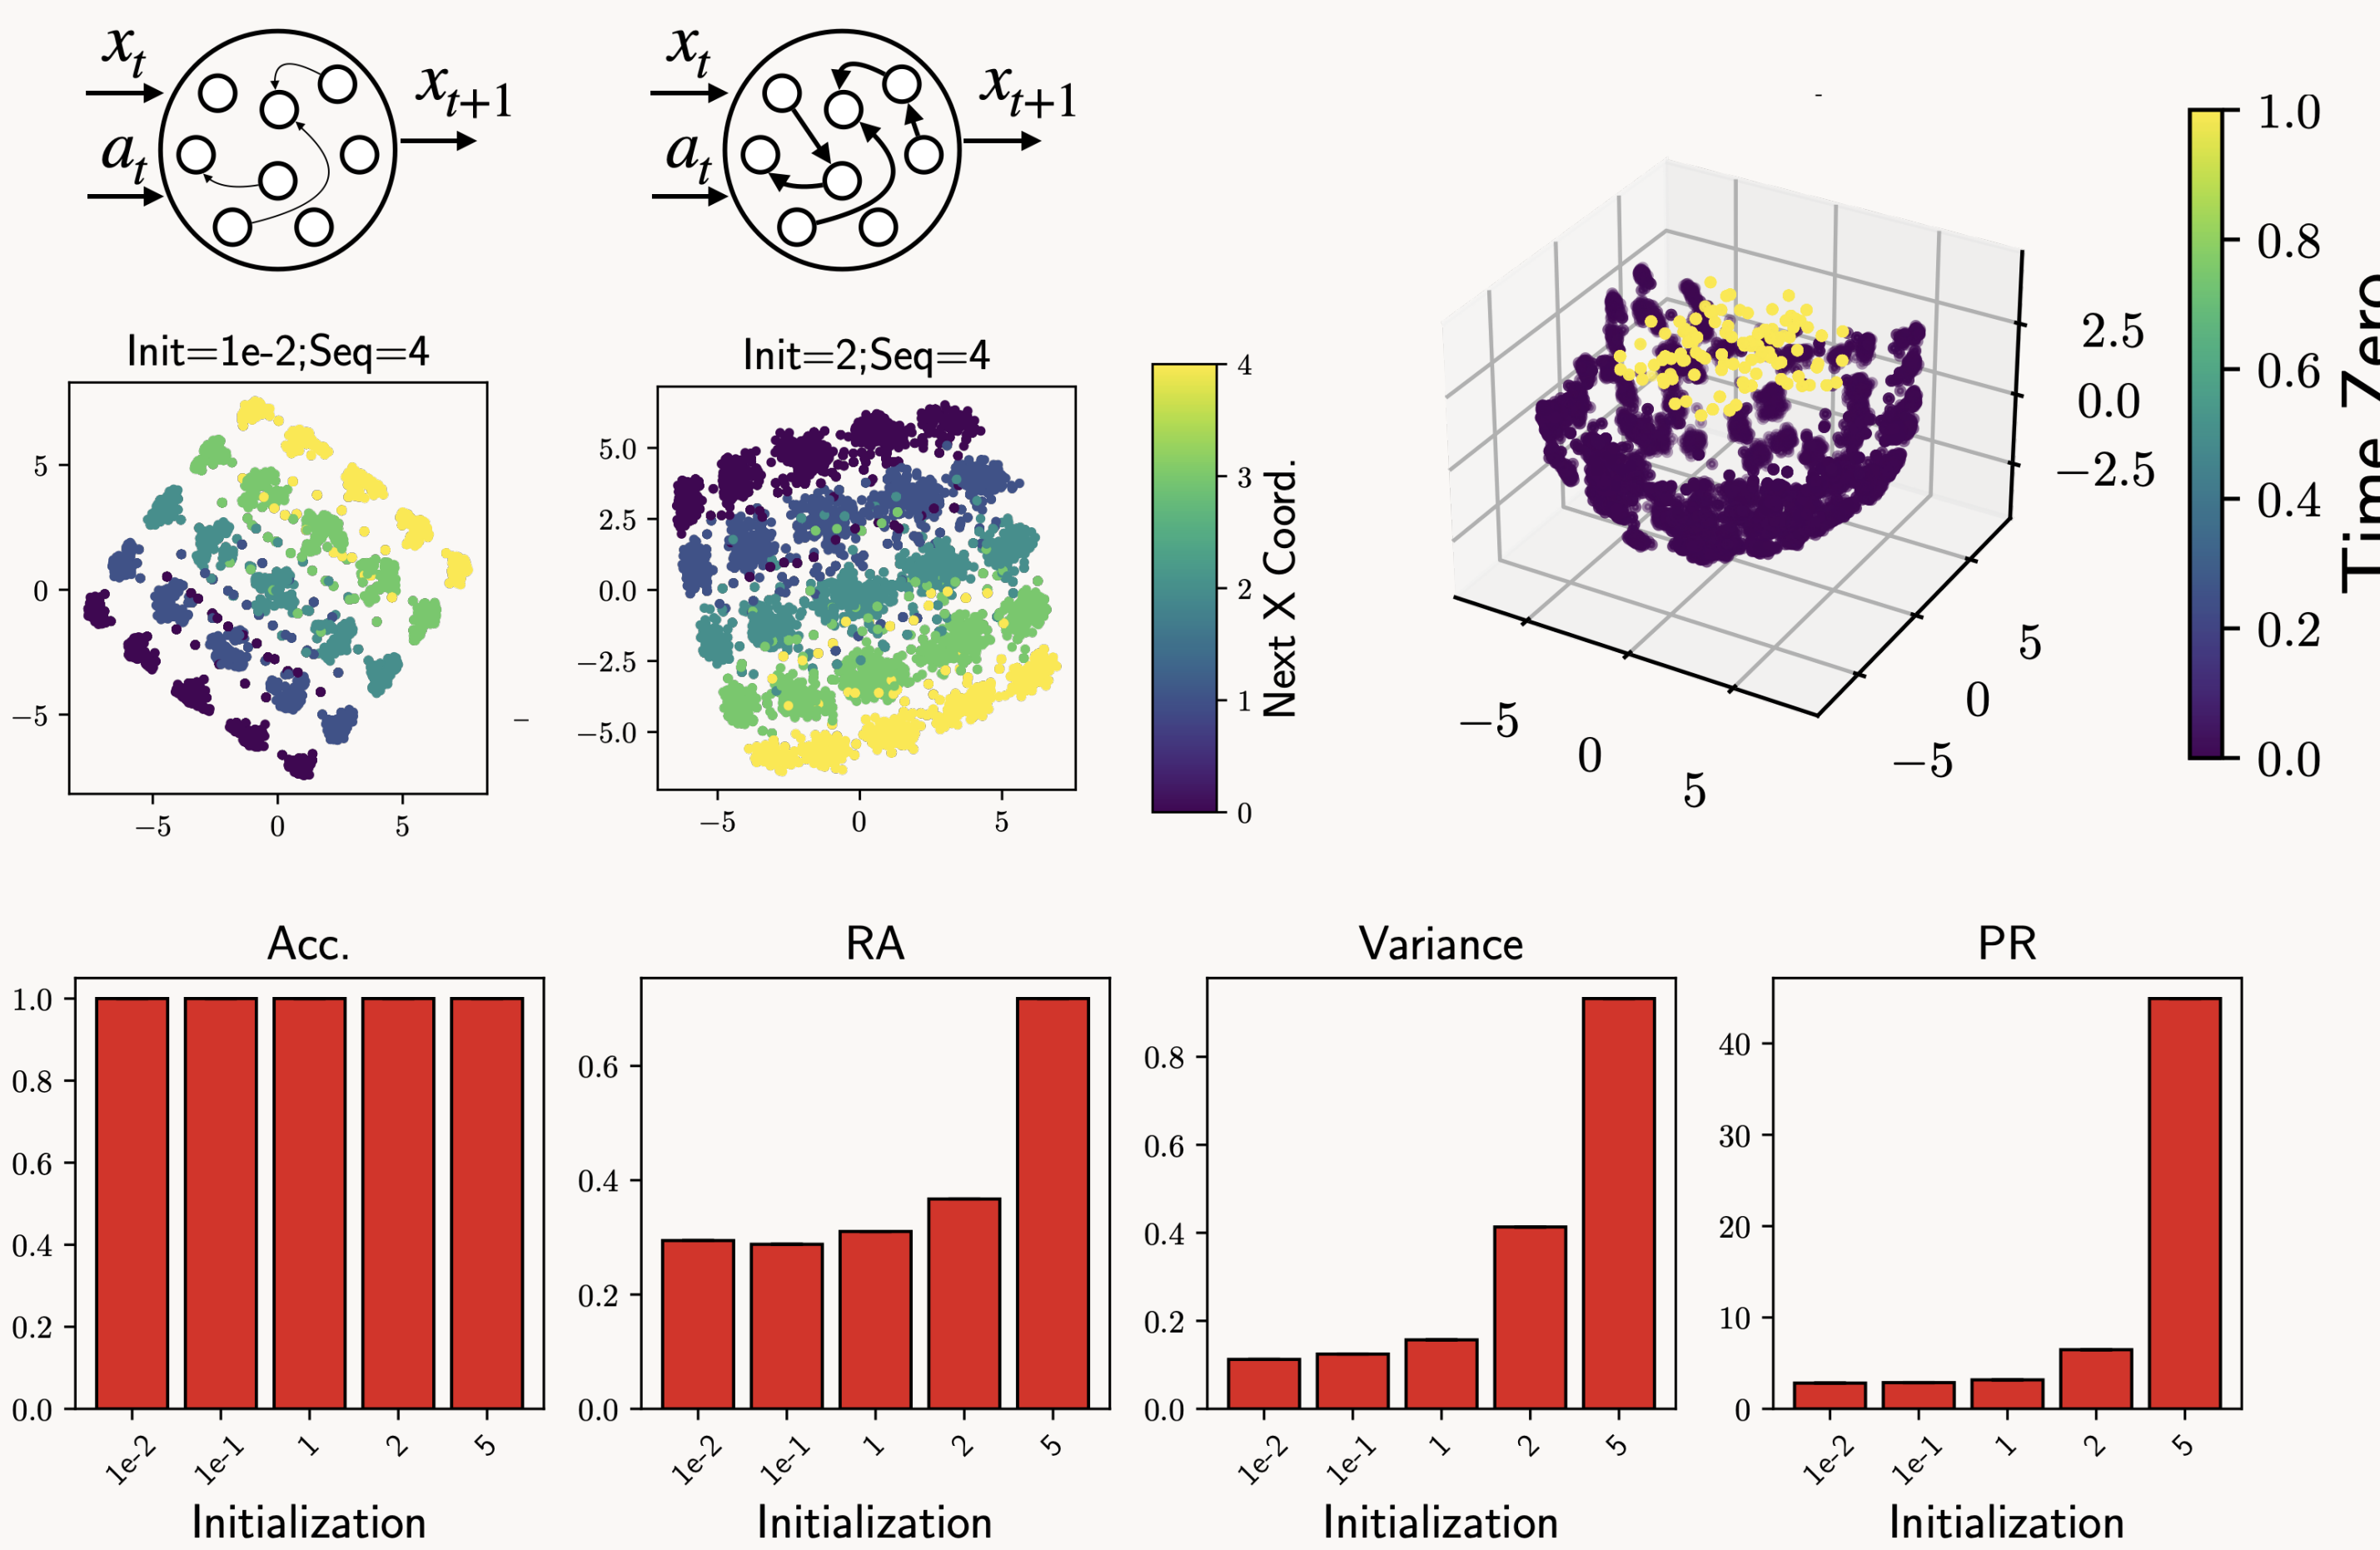 x_t
a_t
x_{t+1}
x_t
a_t
x_{t+1}
Init=1e-2;Seq=4
5
0
−5
−5
0
5
Init=2;Seq=4
5.0
2.5
0.0
−2.5
−5.0
−5
0
5
4
3
2
1
0
Next X Coord.
2.5
0.0
−2.5
−5
0
5
−5
0
5
1.0
0.8
0.6
0.4
0.2
0.0
Time Zero
Acc.
1.0
0.8
0.6
0.4
0.2
0.0
1e-2
1e-1
1
2
5
Initialization
RA
0.6
0.4
0.2
0.0
1e-2
1e-1
1
2
5
Initialization
Variance
0.8
0.6
0.4
0.2
0.0
1e-2
1e-1
1
2
5
Initialization
PR
40
30
20
10
0
1e-2
1e-1
1
2
5
Initialization